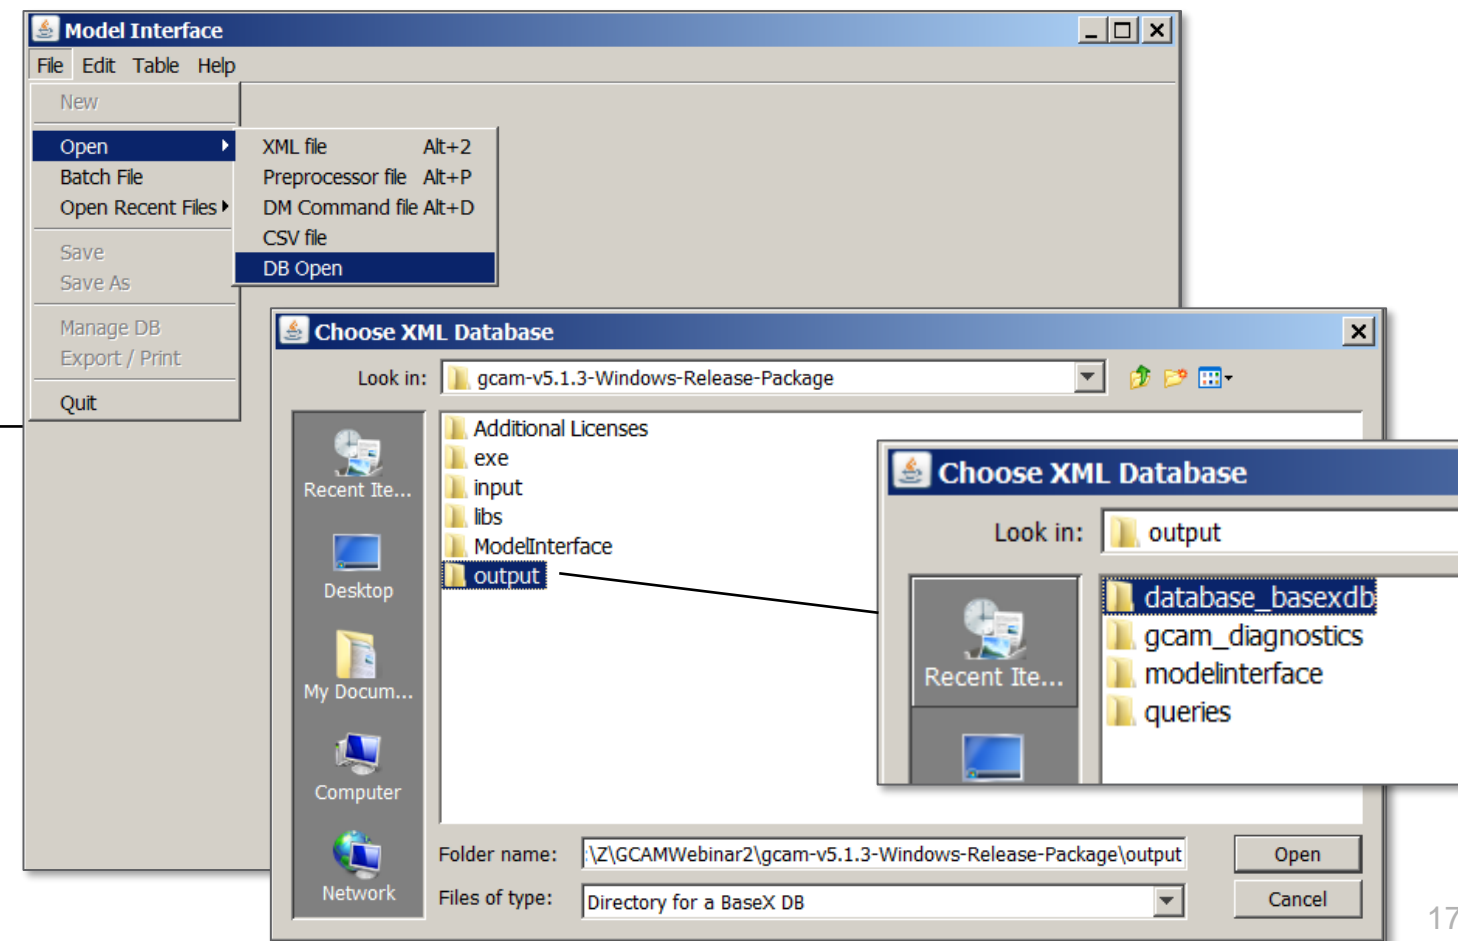 Model Interface
File Edit Table Help
New
Open
Batch File
Open Recent Files
Save
Save As
Manage DB
Export / Print
Quit
XML file Alt+2
Preprocessor file Alt+P
DM Command file Alt+D
CSV file
DB Open
Choose XML Database
Look in: gcam-v5.1.3-Windows-Release-Package
Recent Ite...
Desktop
My Docum...
Computer
Network
Additional Licenses
exe
input
libs
ModelInterface
output
Folder name: :\Z\GCAMWebinar2\gcam-v5.1.3-Windows-Release-Package\output
Open
Files of type: Directory for a BaseX DB
Cancel
Choose XML Database
Look in: output
Recent Ite...
database_basexdb
gcam_diagnostics
modelinterface
queries
17